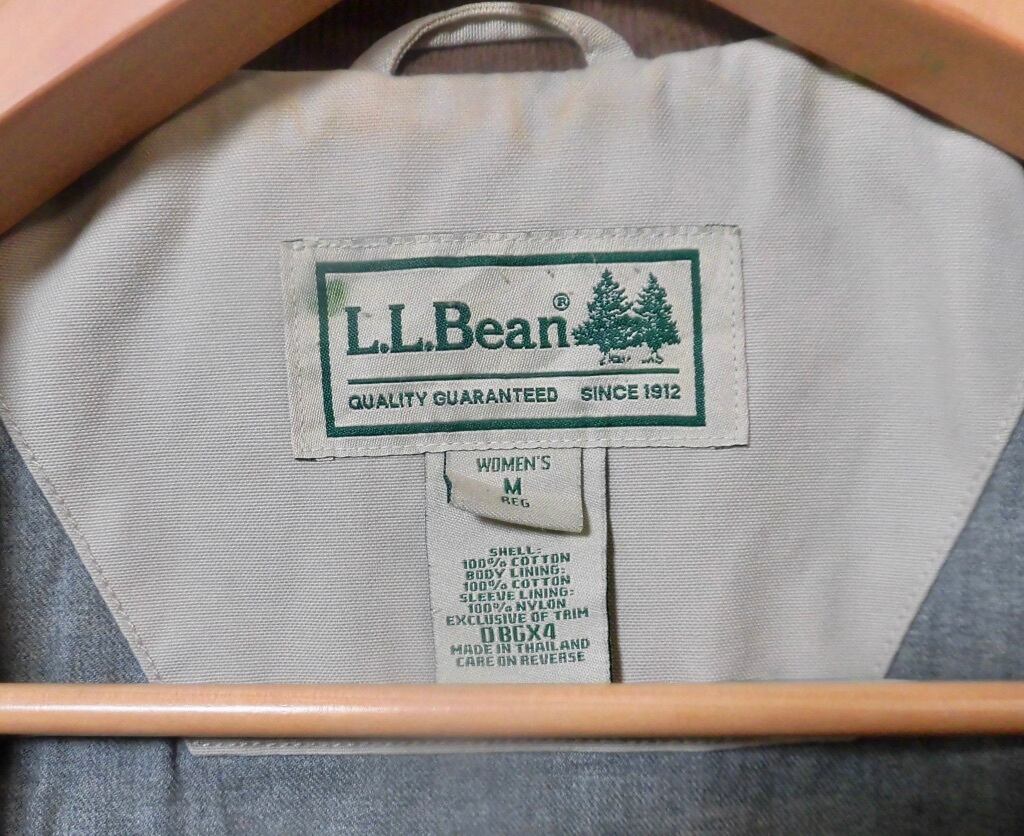 L.L.Bean®
QUALITY GUARANTEED SINCE 1912
WOMEN'S
M
REG
SHELL:
100% COTTON
BODY LINING:
100% COTTON
SLEEVE LINING:
100% NYLON
EXCLUSIVE OF TRIM
0BGX4
MADE IN THAILAND
CARE ON REVERSE